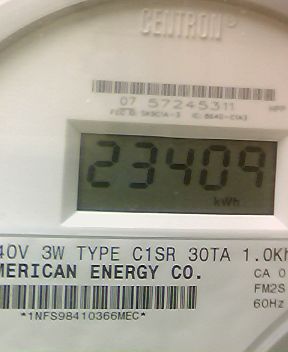 CENTRON
07 57245311
23409
kWh
40V 3W TYPE C1SR 30TA 1.0Kh
MERICAN ENERGY CO.
CA 0
FM2S
60Hz
*1NFS98410366MEC*